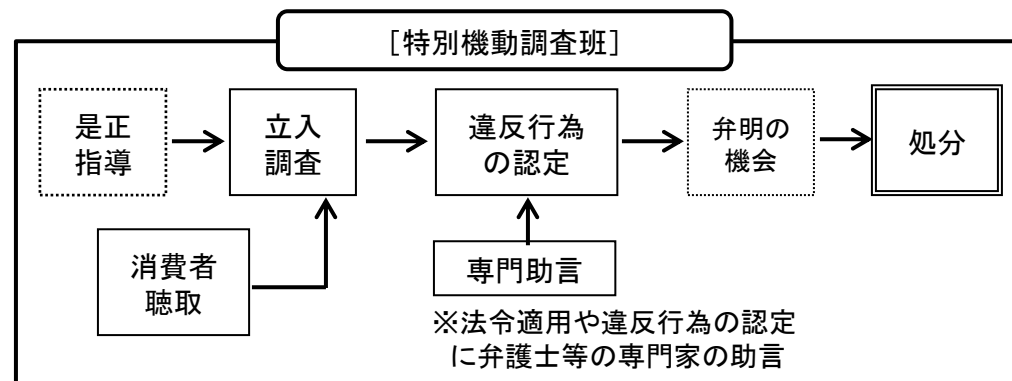 ［特別機動調査班］
是正
指導
立入
調査
違反行為
の認定
弁明の
機会
処分
消費者
聴取
専門助言
※法令適用や違反行為の認定
に弁護士等の専門家の助言